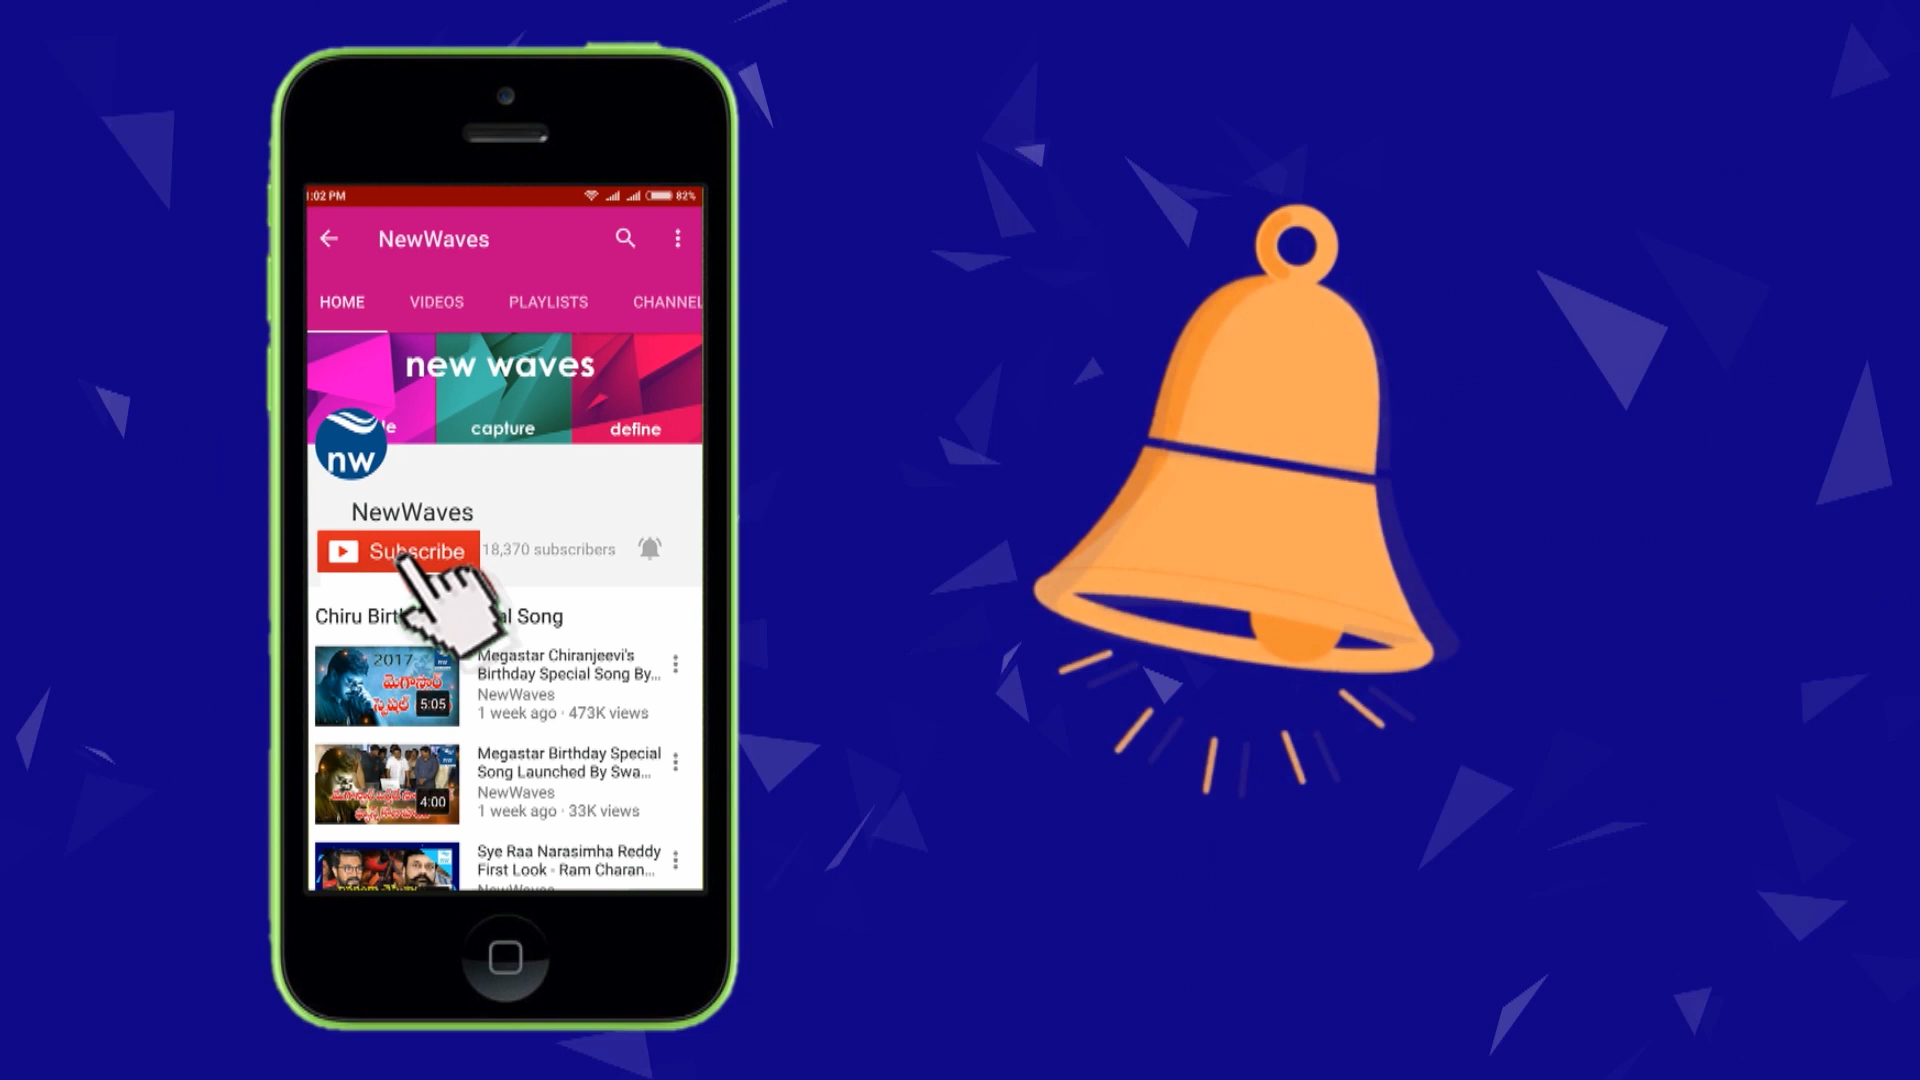 1:02 PM
82%
NewWaves
HOME VIDEOS PLAYLISTS CHANNEL
new waves
capture define
nw
NewWaves
Subscribe 18,370 subscribers
Song
2017
మెగాస్టార్
స్పెషల్
5:05
Megastar Chiranjeevi's
Birthday Special Song By...
NewWaves
1 week ago · 473K views
4:00
Megastar Birthday Special
Song Launched By Swa...
NewWaves
1 week ago · 33K views
Sye Raa Narasimha Reddy
First Look - Ram Charan...
NewWaves